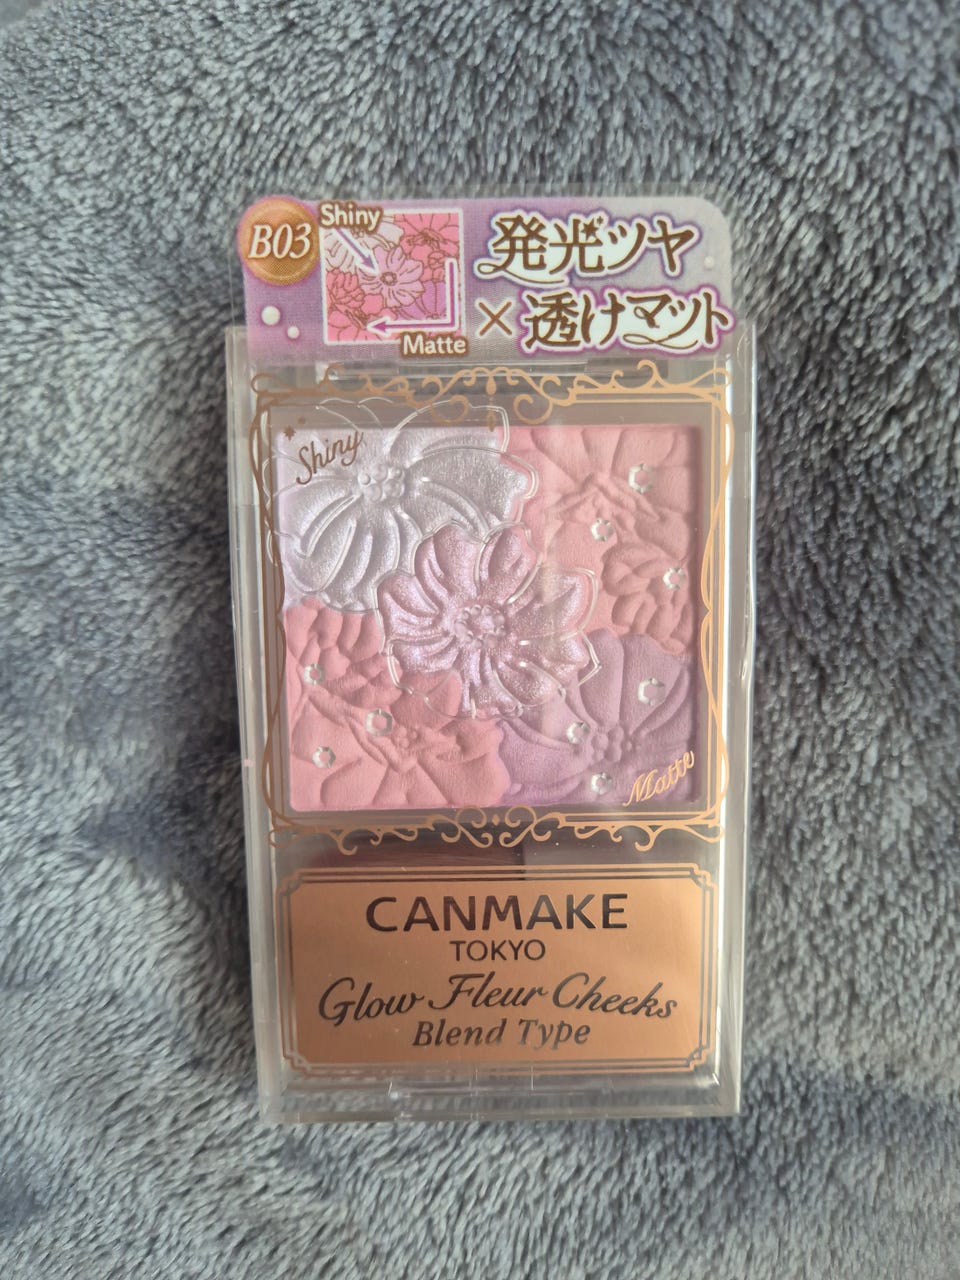 B03
Shiny
Matte
発光ツヤ
×透けマット
Shiny
Matte
CANMAKE
TOKYO
Glow Fleur Cheeks
Blend Type